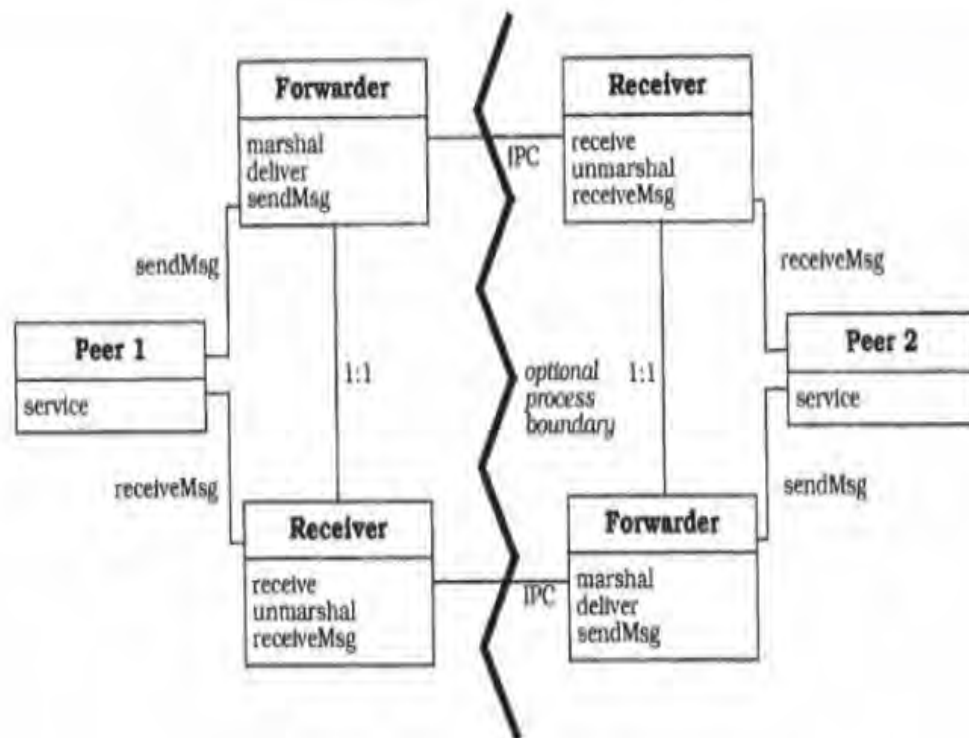 Forwarder
marshal
deliver
sendMsg
Receiver
receive
unmarshal
receiveMsg
IPC
sendMsg
receiveMsg
Peer 1
service
1:1
optional
process
boundary
1:1
Peer 2
service
receiveMsg
sendMsg
Receiver
receive
unmarshal
receiveMsg
IPC
Forwarder
marshal
deliver
sendMsg